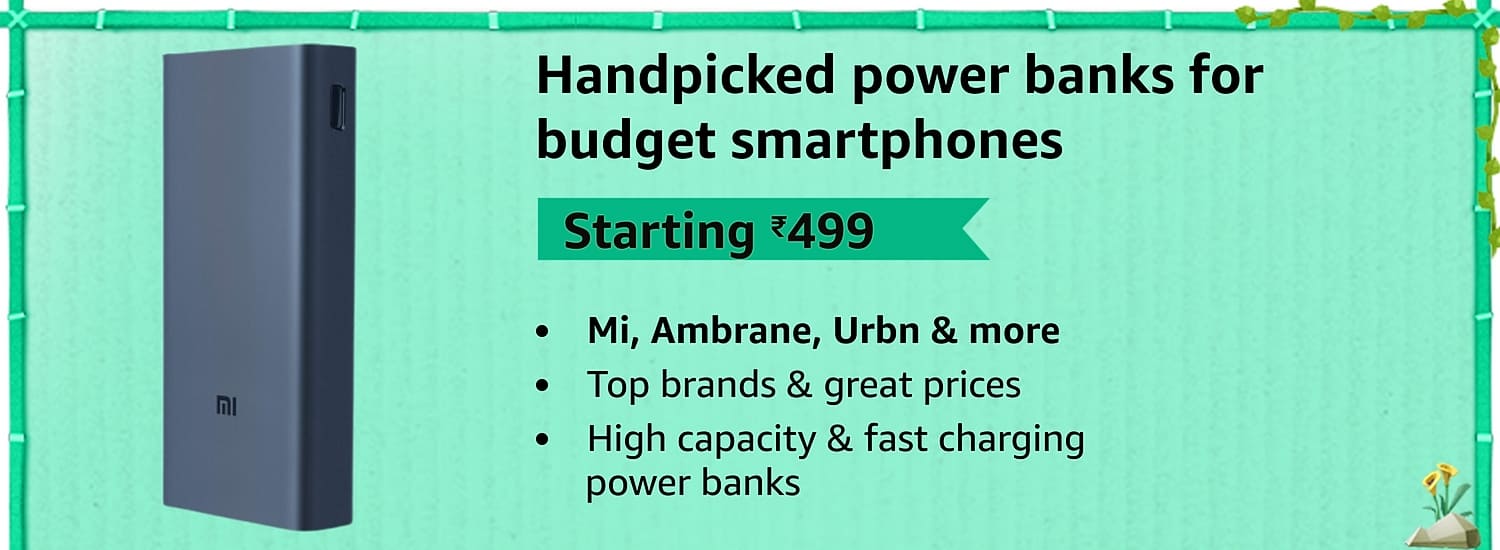 Handpicked power banks for
budget smartphones
Starting ₹499
• Mi, Ambrane, Urbn & more
• Top brands & great prices
• High capacity & fast charging
power banks
mi